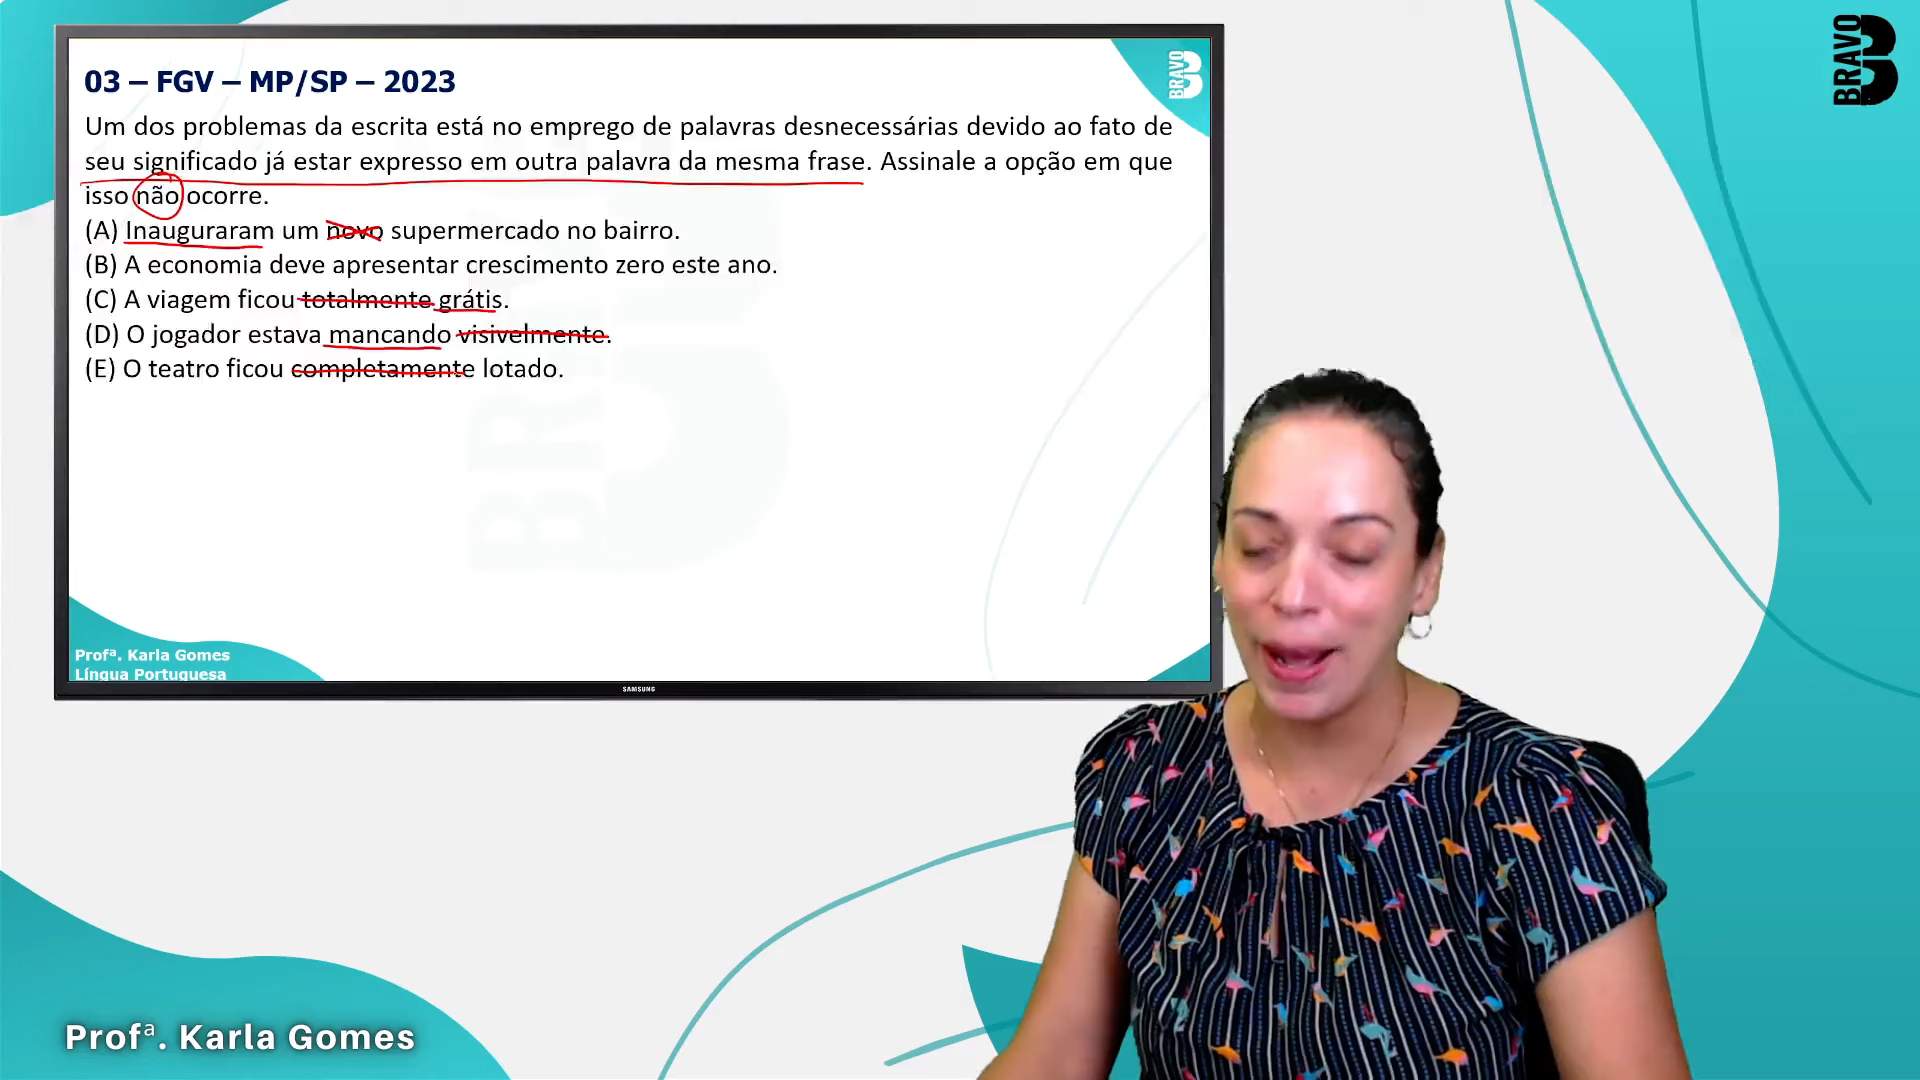 BRAVO
BRAVO
03 – FGV – MP/SP – 2023
Um dos problemas da escrita está no emprego de palavras desnecessárias devido ao fato de
seu significado já estar expresso em outra palavra da mesma frase. Assinale a opção em que
isso não ocorre.
(A) Inauguraram um novo supermercado no bairro.
(B) A economia deve apresentar crescimento zero este ano.
(C) A viagem ficou totalmente grátis.
(D) O jogador estava mancando visivelmente.
(E) O teatro ficou completamente lotado.
BRAVO
Profª. Karla Gomes
Língua Portuguesa
SAMSUNG
Profª. Karla Gomes